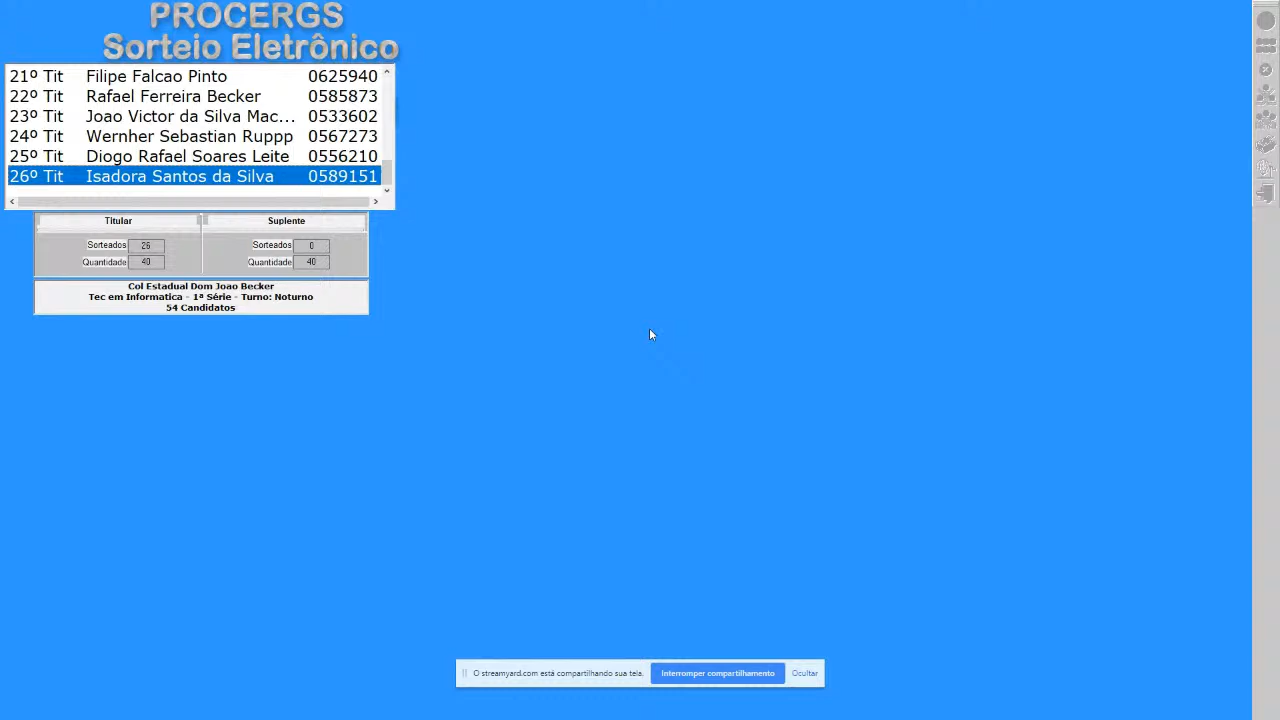 PROCERGS
Sorteio Eletrônico
21º Tit Filipe Falcao Pinto 0625940
22º Tit Rafael Ferreira Becker 0585873
23º Tit Joao Victor da Silva Mac... 0533602
24º Tit Wernher Sebastian Ruppp 0567273
25º Tit Diogo Rafael Soares Leite 0556210
26º Tit Isadora Santos da Silva 0589151
Titular Suplente
Sorteados 26 Sorteados 0
Quantidade 40 Quantidade 40
Col Estadual Dom Joao Becker
Tec em Informatica - 1ª Série - Turno: Noturno
54 Candidatos
O streamyard.com está compartilhando sua tela. Interromper compartilhamento Ocultar